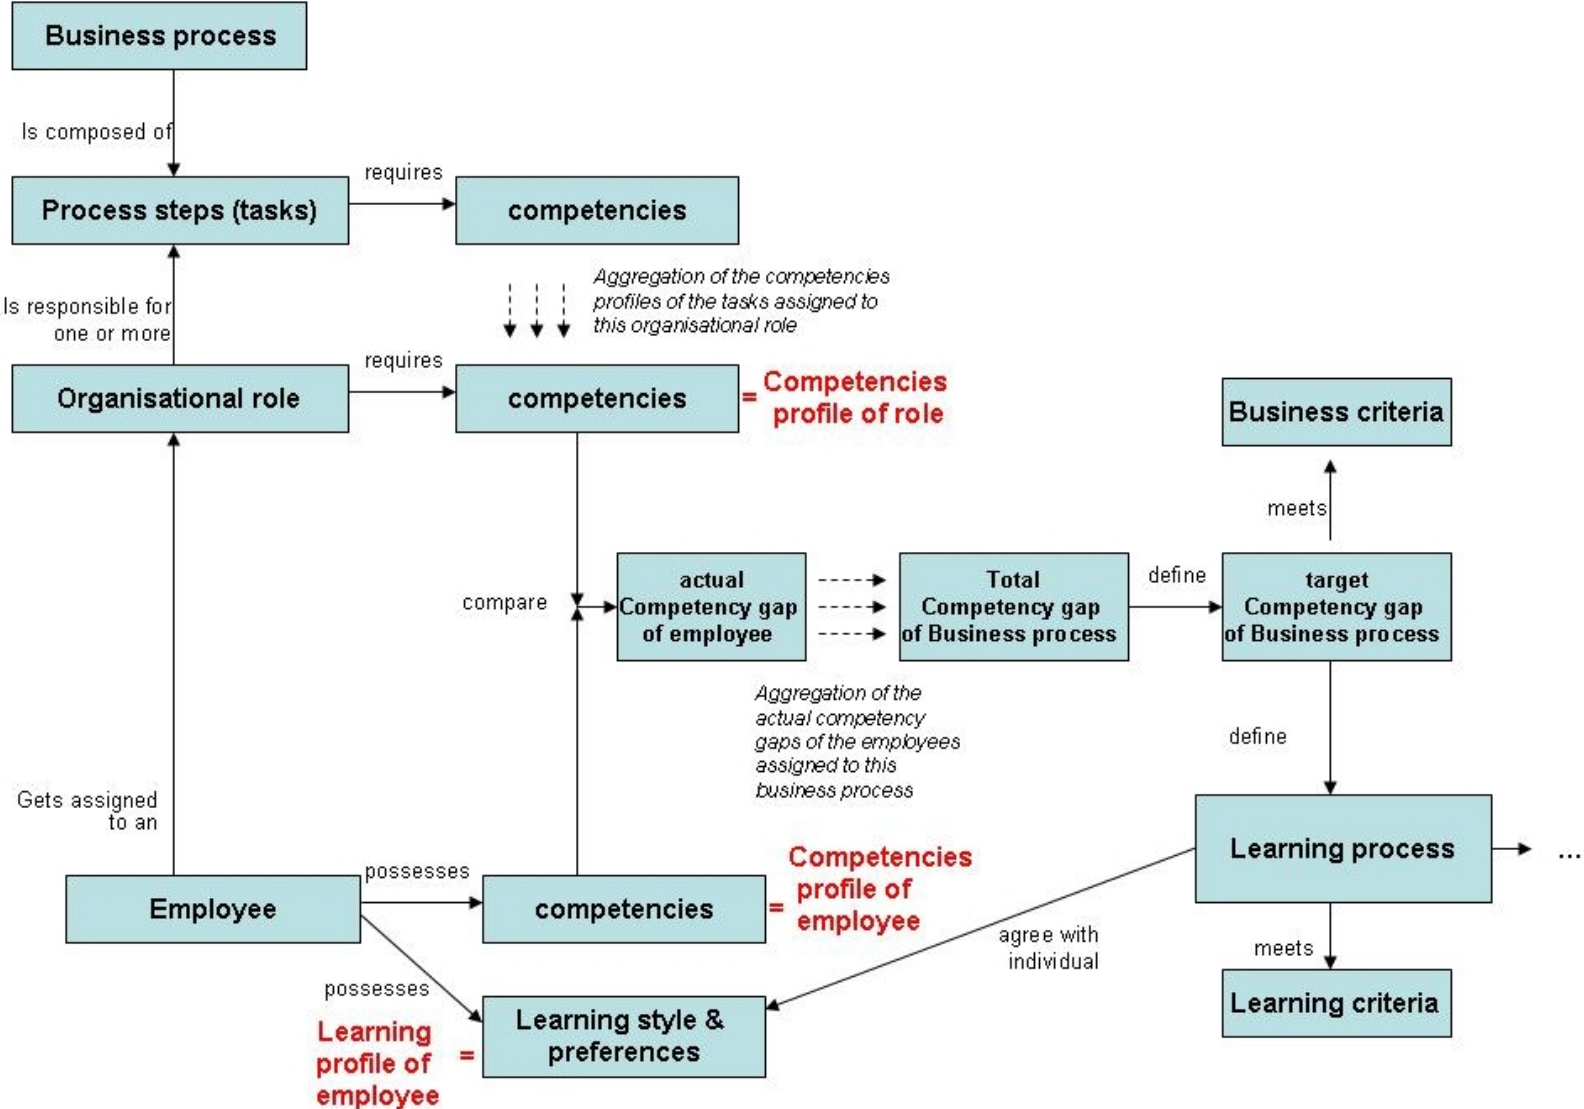 Business process
Is composed of
Process steps (tasks)
requires
competencies
Aggregation of the competencies
profiles of the tasks assigned to
this organisational role
Is responsible for
one or more
Organisational role
requires
competencies
= Competencies
profile of role
Business criteria
meets
compare
actual
Competency gap
of employee
Total
Competency gap
of Business process
define
target
Competency gap
of Business process
Aggregation of the
actual competency
gaps of the employees
assigned to this
business process
define
Gets assigned
to an
Learning process
...
Employee
possesses
competencies
= Competencies
profile of
employee
agree with
individual
meets
Learning criteria
possesses
Learning
profile of =
employee
Learning style &
preferences